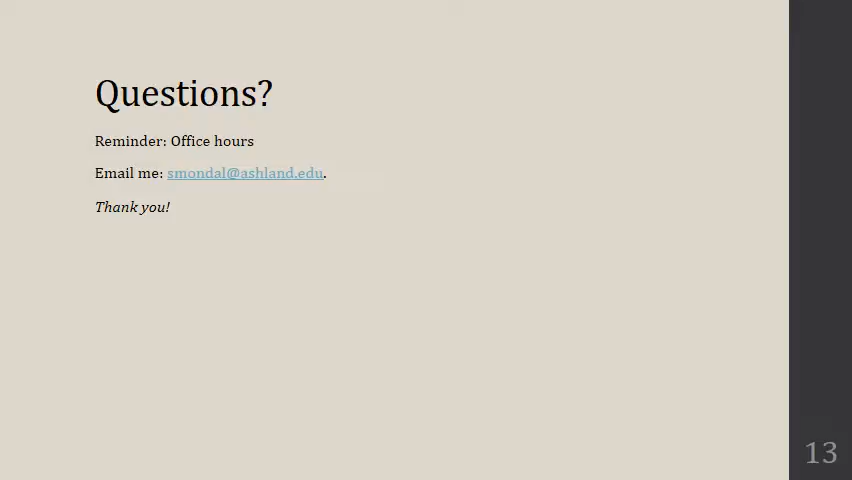 Questions?
Reminder: Office hours
Email me: smondal@ashland.edu.
Thank you!
13